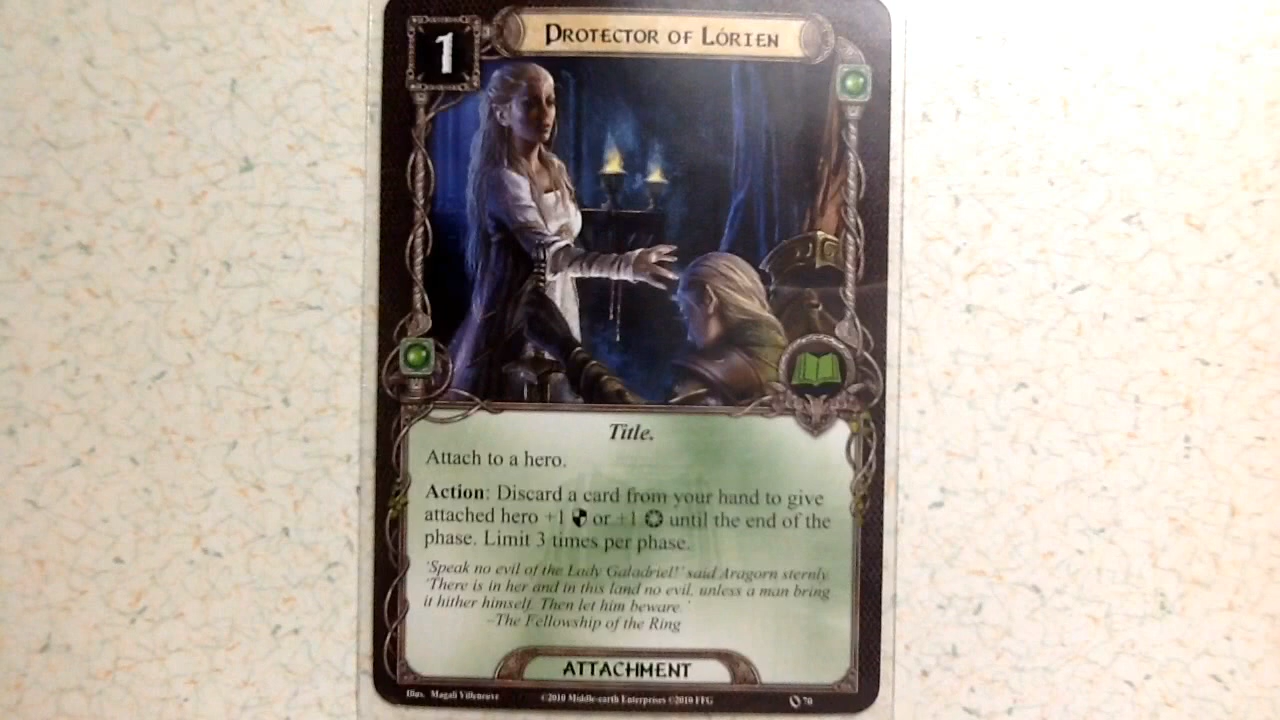 1
PROTECTOR OF LÓRIEN
Title.
Attach to a hero.
Action: Discard a card from your hand to give
attached hero +1 or +1 until the end of the
phase. Limit 3 times per phase.
'Speak no evil of the Lady Galadriel!' said Aragorn sternly.
'There is in her and in this land no evil, unless a man bring
it hither himself. Then let him beware.'
–The Fellowship of the Ring
ATTACHMENT
Illus. Magali Villeneuve ©2010 Middle-earth Enterprises ©2010 FFG 70